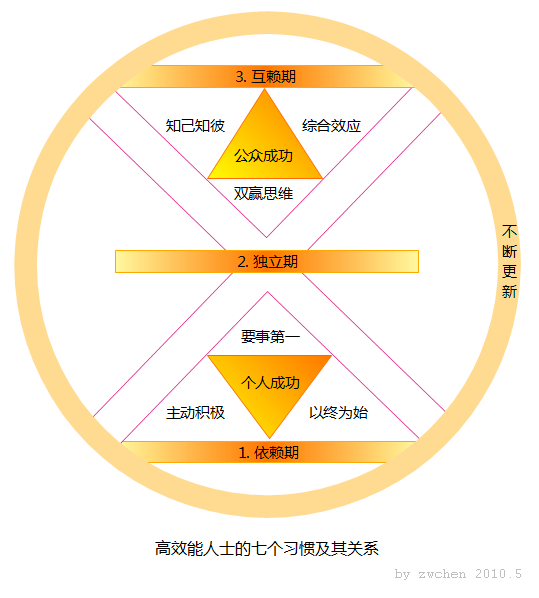 3. 互赖期
知己知彼
综合效应
公众成功
双赢思维
2. 独立期
不断更新
要事第一
个人成功
主动积极
以终为始
1. 依赖期
高效能人士的七个习惯及其关系
by zwchen 2010.5